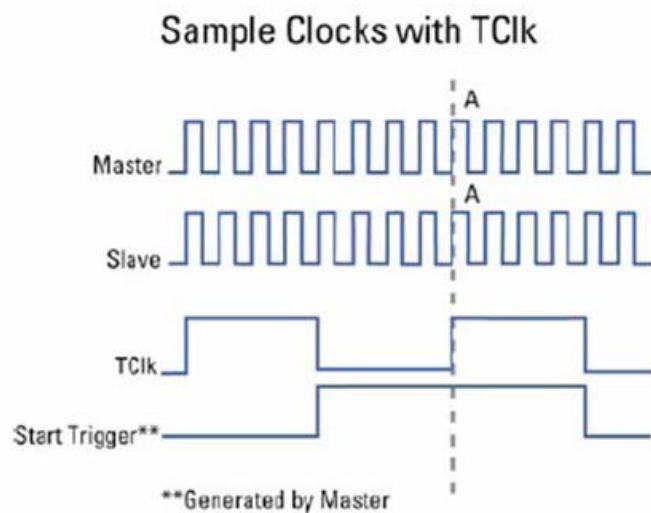 Sample Clocks with TClk
A
Master
A
Slave
TClk
Start Trigger**
**Generated by Master